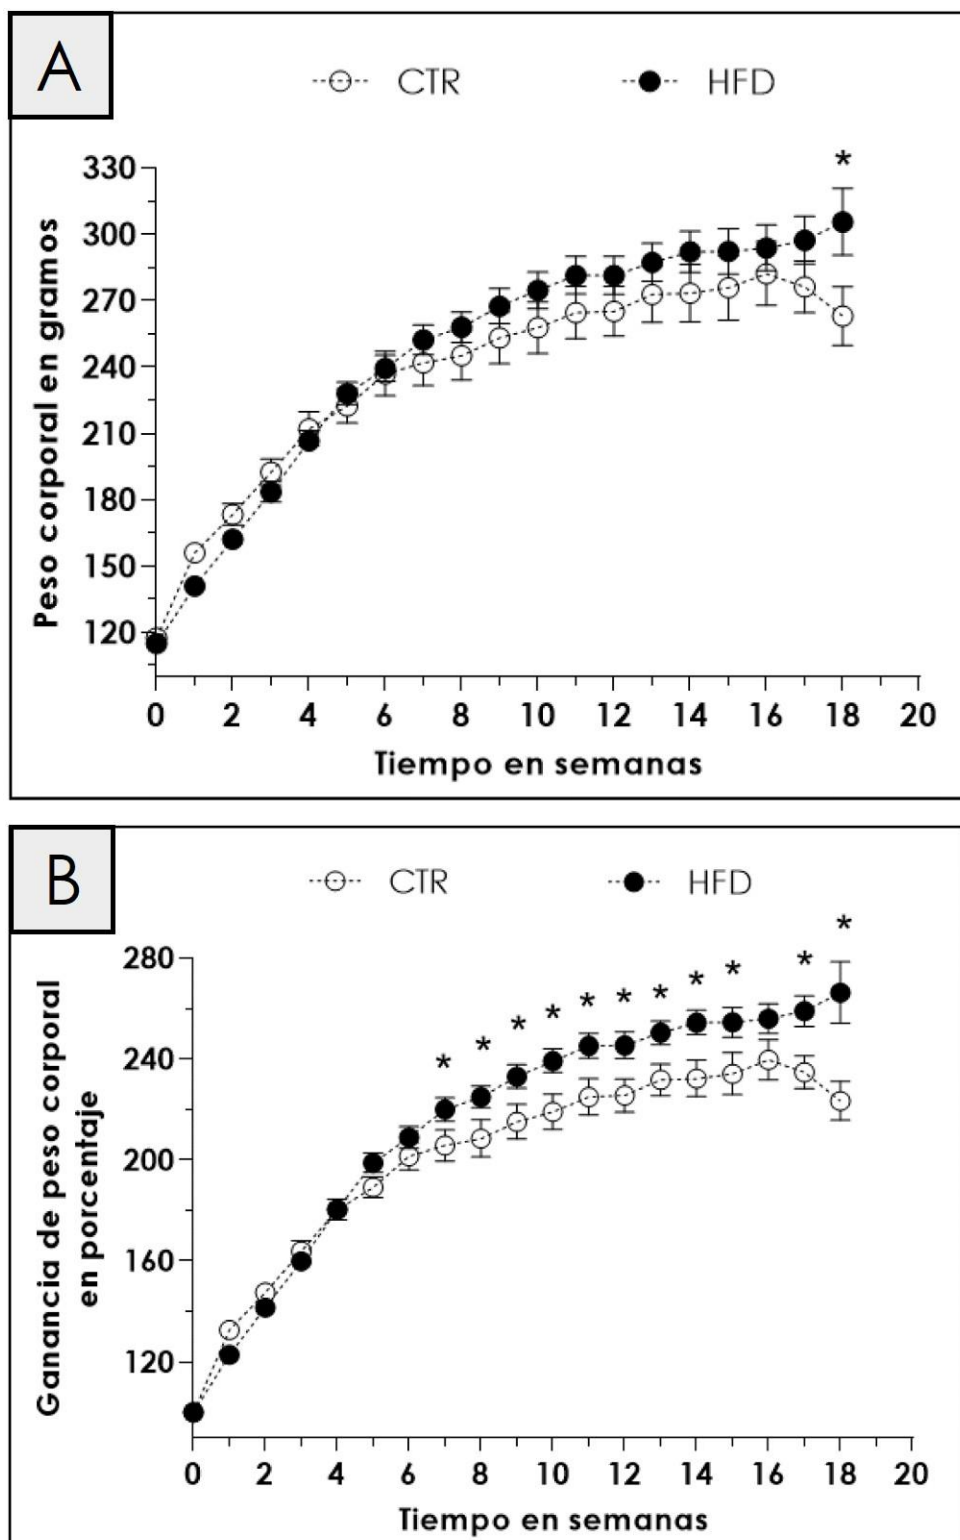 A
CTR HFD
*
330
300
270
240
210
180
150
120
Peso corporal en gramos
0 2 4 6 8 10 12 14 16 18 20
Tiempo en semanas
B
CTR HFD
* * * * * * * * * * *
280
240
200
160
120
Ganancia de peso corporal
en porcentaje
0 2 4 6 8 10 12 14 16 18 20
Tiempo en semanas